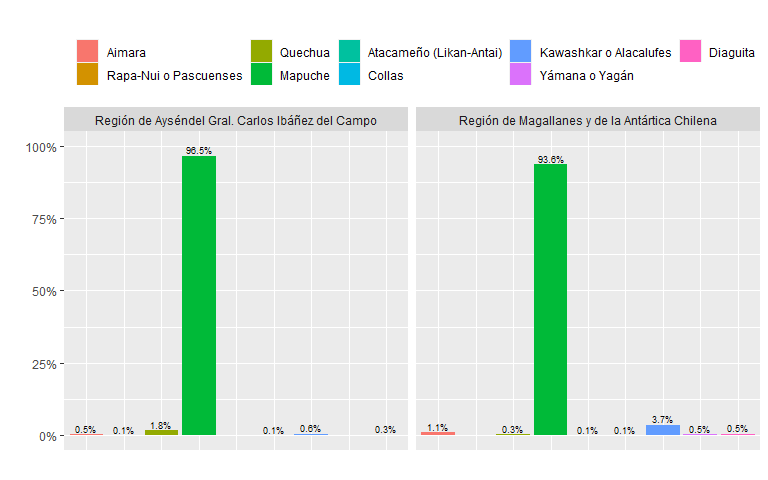 Aimara Quechua Atacameño (Likan-Antai) Kawashkar o Alacalufes Diaguita
Rapa-Nui o Pascuenses Mapuche Collas Yámana o Yagán
Región de Ayséndel Gral. Carlos Ibáñez del Campo Región de Magallanes y de la Antártica Chilena
100%
75%
50%
25%
0%
96.5% 93.6%
0.5% 0.1% 1.8% 0.1% 0.6% 0.3% 1.1% 0.3% 0.1% 0.1% 3.7% 0.5% 0.5%